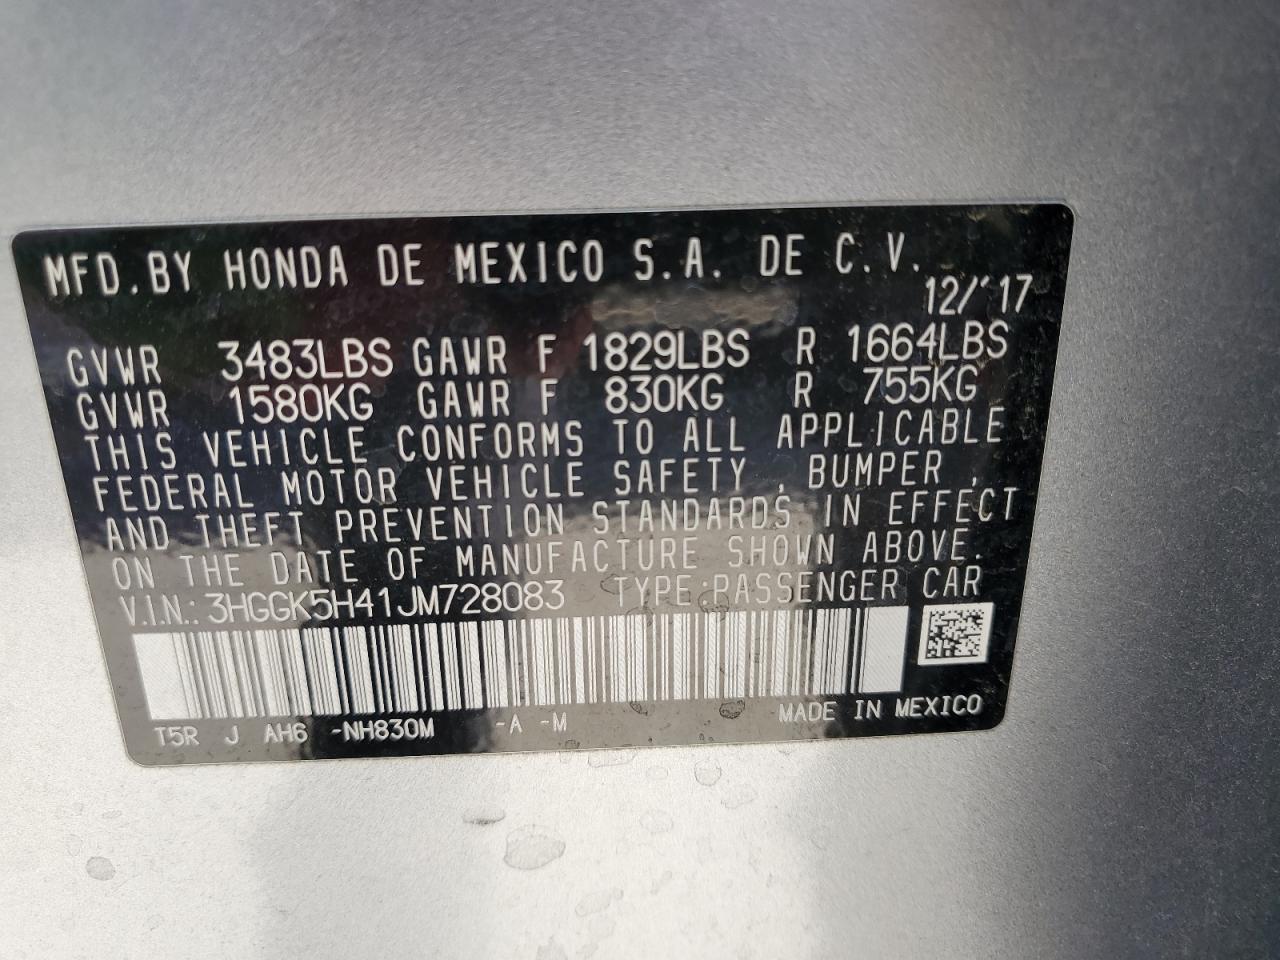 MFD.BY HONDA DE MEXICO S.A. DE C.V.
12/'17
GVWR 3483LBS GAWR F 1829LBS R 1664LBS
GVWR 1580KG GAWR F 830KG R 755KG
THIS VEHICLE CONFORMS TO ALL APPLICABLE
FEDERAL MOTOR VEHICLE SAFETY , BUMPER ,
AND THEFT PREVENTION STANDARDS IN EFFECT
ON THE DATE OF MANUFACTURE SHOWN ABOVE.
V.I.N.: 3HGGK5H41JM728083 TYPE:PASSENGER CAR
T5R J AH6 -NH830M -A -M MADE IN MEXICO